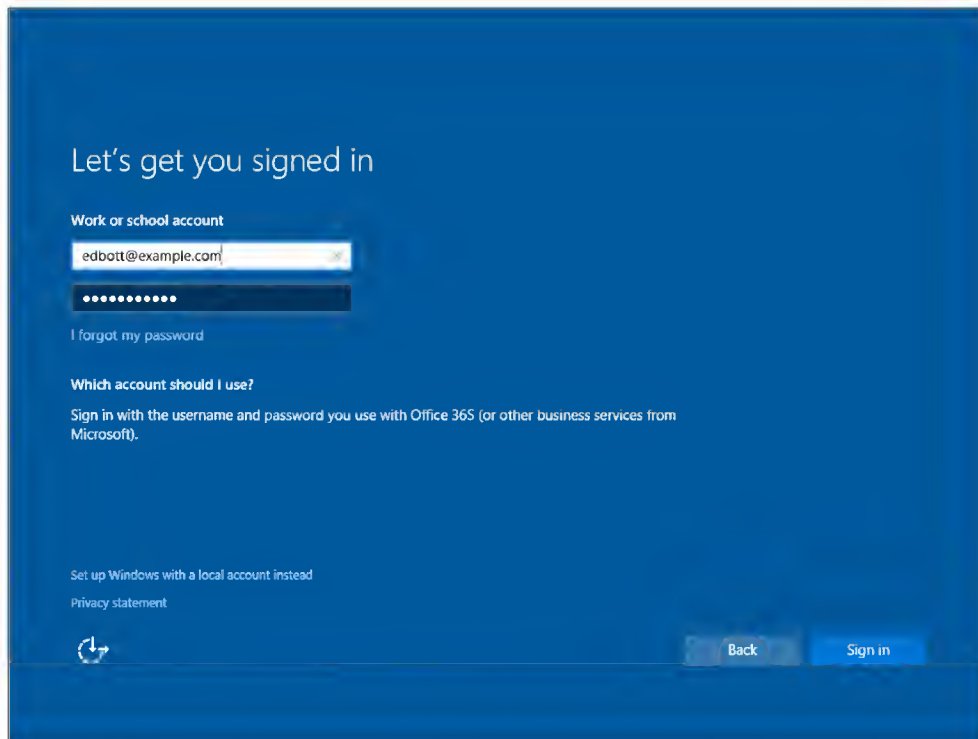 Let's get you signed in
Work or school account
edbott@example.com
•••••••••••
I forgot my password
Which account should I use?
Sign in with the username and password you use with Office 365 (or other business services from
Microsoft).
Set up Windows with a local account instead
Privacy statement
Back
Sign in